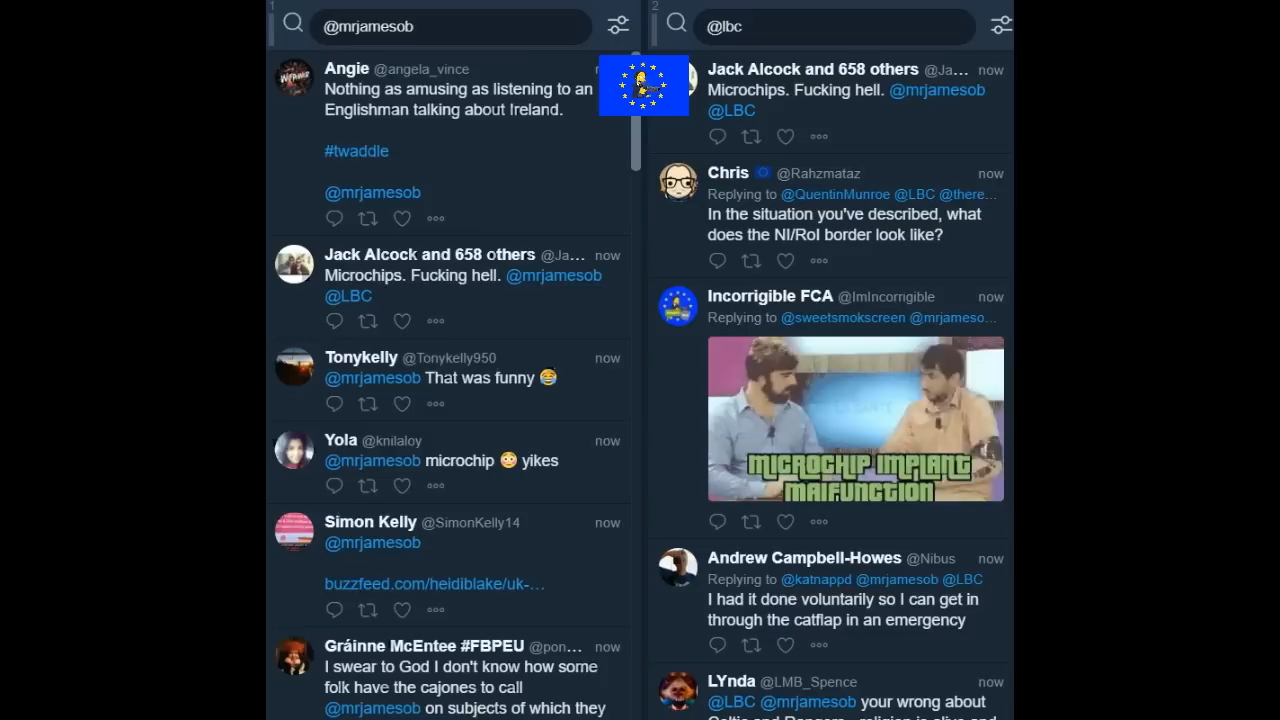 1
@mrjamesob
Angie @angela_vince
Nothing as amusing as listening to an
Englishman talking about Ireland.
#twaddle
@mrjamesob
Jack Alcock and 658 others @Ja... now
Microchips. Fucking hell. @mrjamesob
@LBC
Tonykelly @Tonykelly950 now
@mrjamesob That was funny 😂
Yola @knilaloy now
@mrjamesob microchip 😳 yikes
Simon Kelly @SimonKelly14 now
@mrjamesob
buzzfeed.com/heidiblake/uk-…
Gráinne McEntee #FBPEU @pon... now
I swear to God I don't know how some
folk have the cajones to call
@mrjamesob on subjects of which they
2
@lbc
Jack Alcock and 658 others @Ja... now
Microchips. Fucking hell. @mrjamesob
@LBC
Chris @Rahzmataz now
Replying to @QuentinMunroe @LBC @there...
In the situation you've described, what
does the NI/RoI border look like?
Incorrigible FCA @ImIncorrigible now
Replying to @sweetsmokscreen @mrjameso...
MICROCHIP IMPLANT
MALFUNCTION
Andrew Campbell-Howes @Nibus now
Replying to @katnappd @mrjamesob @LBC
I had it done voluntarily so I can get in
through the catflap in an emergency
LYnda @LMB_Spence now
@LBC @mrjamesob your wrong about